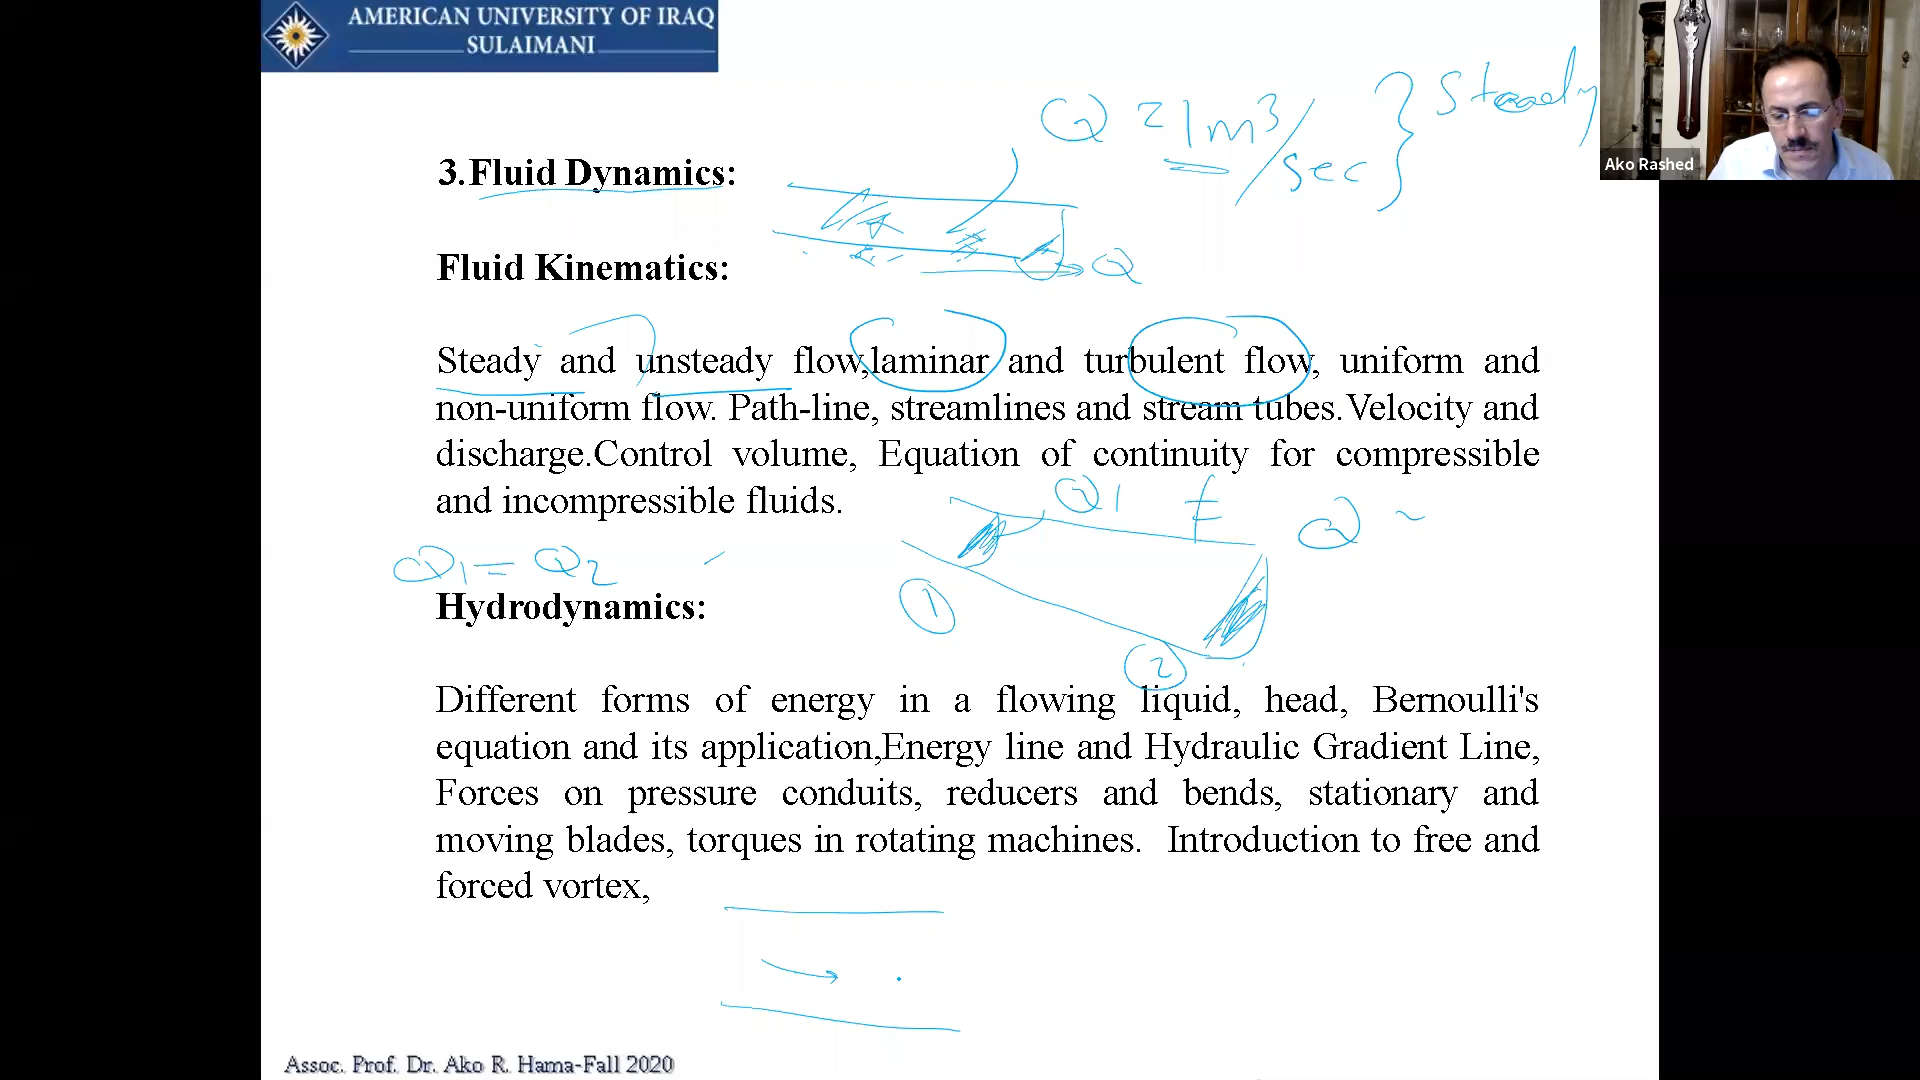 AMERICAN UNIVERSITY OF IRAQ
SULAIMANI
Q = 1m³/sec } Steady
Ako Rashed
3.Fluid Dynamics:
Q
Fluid Kinematics:
Steady and unsteady flow,laminar and turbulent flow, uniform and
non-uniform flow. Path-line, streamlines and stream tubes.Velocity and
discharge.Control volume, Equation of continuity for compressible
and incompressible fluids.
Q1
Q
Q1 = Q2
1
Hydrodynamics:
2
Different forms of energy in a flowing liquid, head, Bernoulli's
equation and its application,Energy line and Hydraulic Gradient Line,
Forces on pressure conduits, reducers and bends, stationary and
moving blades, torques in rotating machines. Introduction to free and
forced vortex,
Assoc. Prof. Dr. Ako R. Hama-Fall 2020